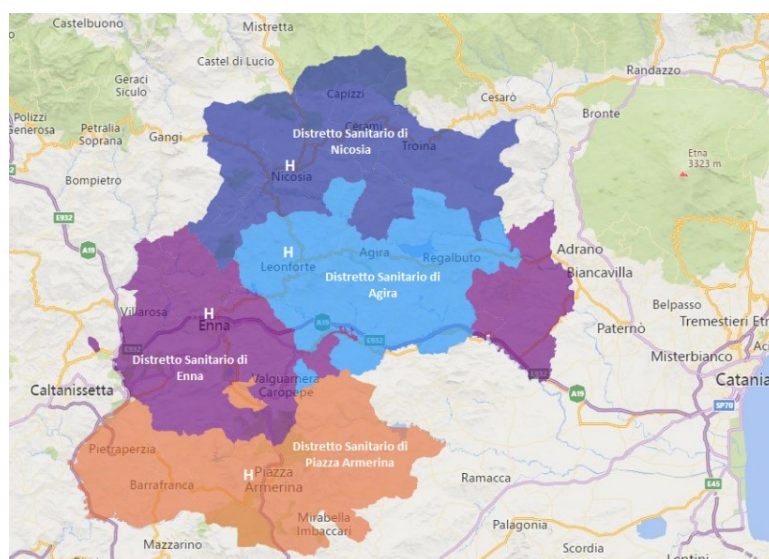 Castelbuono
Mistretta
Castel di Lucio
Geraci
Siculo
Capizzi
Cesarò
Randazzo
Polizzi
Generosa
Petralia
Soprana
Gangi
Cerami
Distretto Sanitario di
Nicosia
Troina
Bronte
Etna
3323 m
H
Nicosia
Bompietro
E932
A19
H
Leonforte
Agira
Regalbuto
Adrano
Biancavilla
Distretto Sanitario di
Agira
Villarosa
H
Enna
A19
E932
Belpasso
Paternò
Tremestieri Etn
Misterbianco
E932
Distretto Sanitario di
Enna
Valguarnera
Caropepe
E932
A19
Catania
Caltanissetta
SP70
Distretto Sanitario di
Piazza Armerina
Pietraperzia
H
Piazza
Armerina
Barrafranca
Ramacca
E45
Mirabella
Imbaccari
Mazzarino
Palagonia
Scordia
Lentini